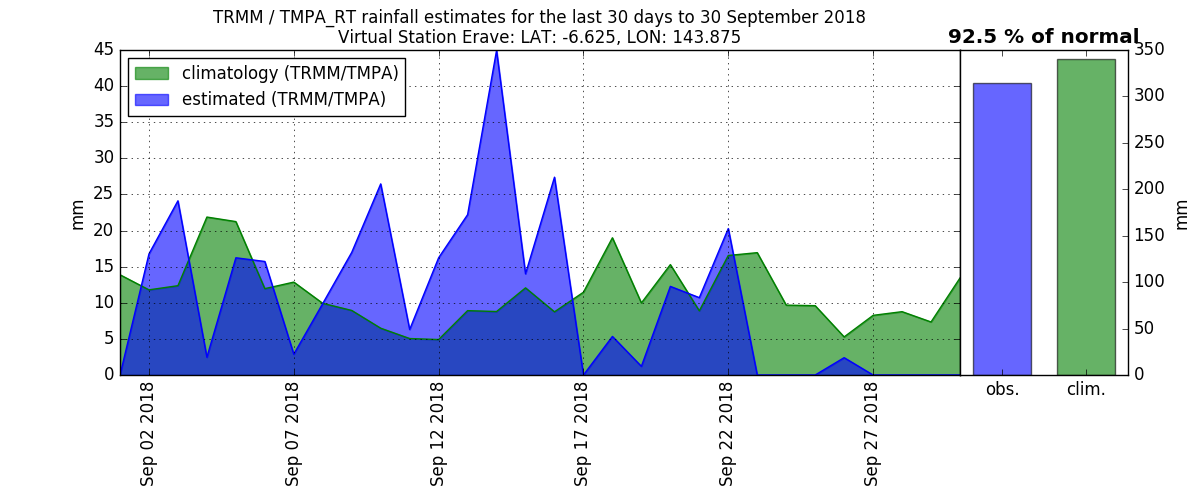 TRMM / TMPA_RT rainfall estimates for the last 30 days to 30 September 2018
Virtual Station Erave: LAT: -6.625, LON: 143.875
92.5 % of normal
climatology (TRMM/TMPA)
estimated (TRMM/TMPA)
45
40
35
30
25
20
15
10
5
0
mm
Sep 02 2018
Sep 07 2018
Sep 12 2018
Sep 17 2018
Sep 22 2018
Sep 27 2018
350
300
250
200
150
100
50
0
mm
obs.
clim.